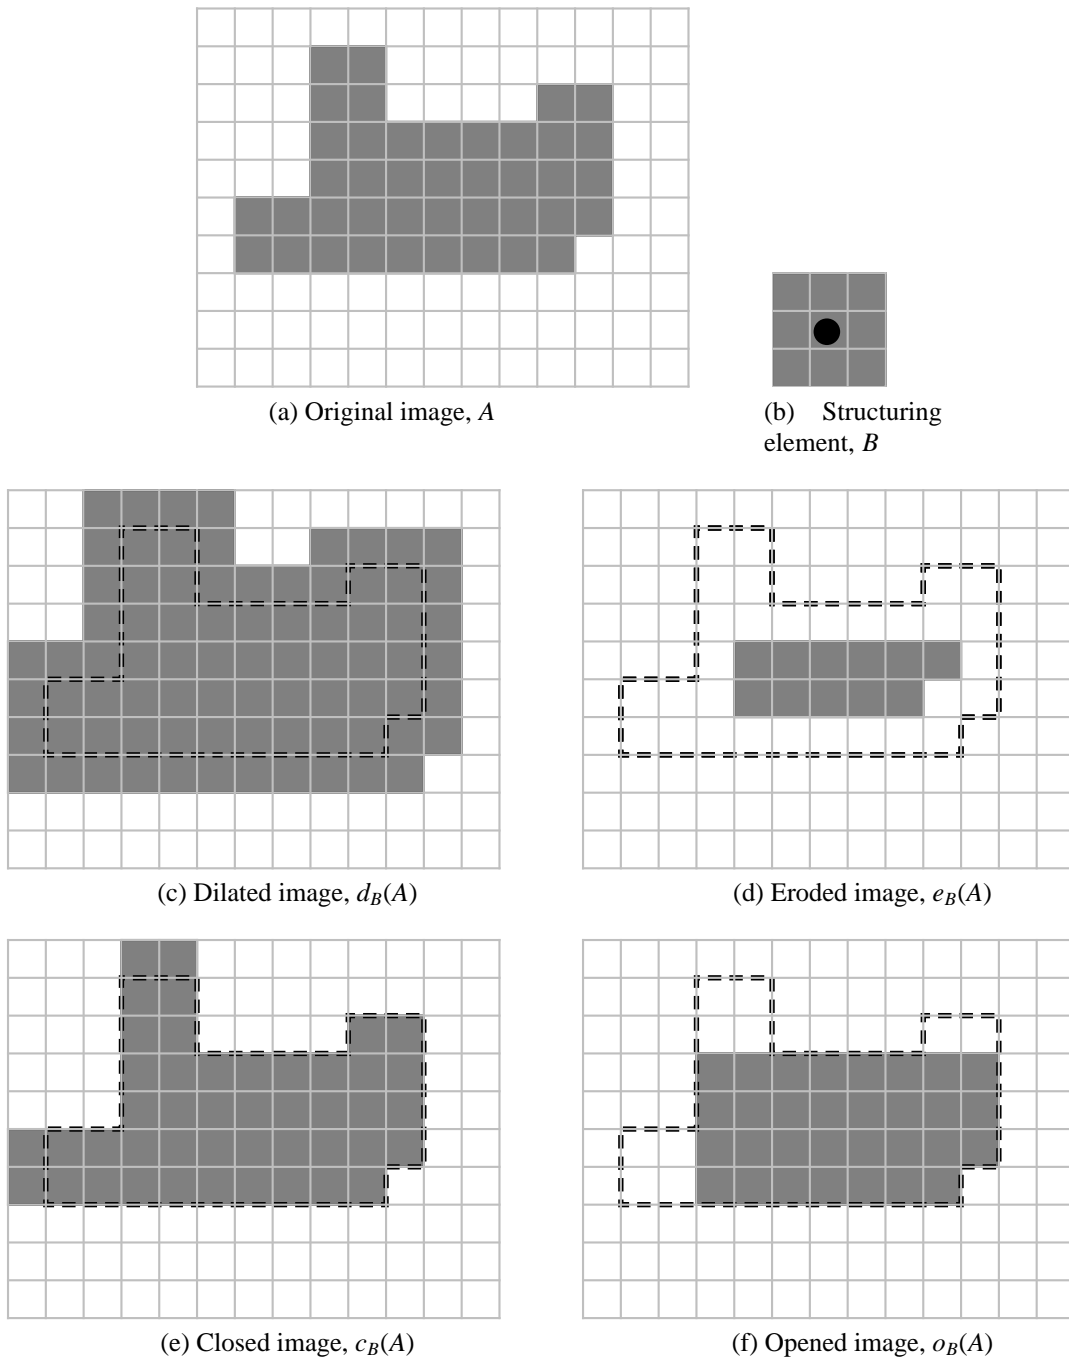 (a) Original image, A
(b) Structuring
element, B
(c) Dilated image, d_B(A)
(d) Eroded image, e_B(A)
(e) Closed image, c_B(A)
(f) Opened image, o_B(A)